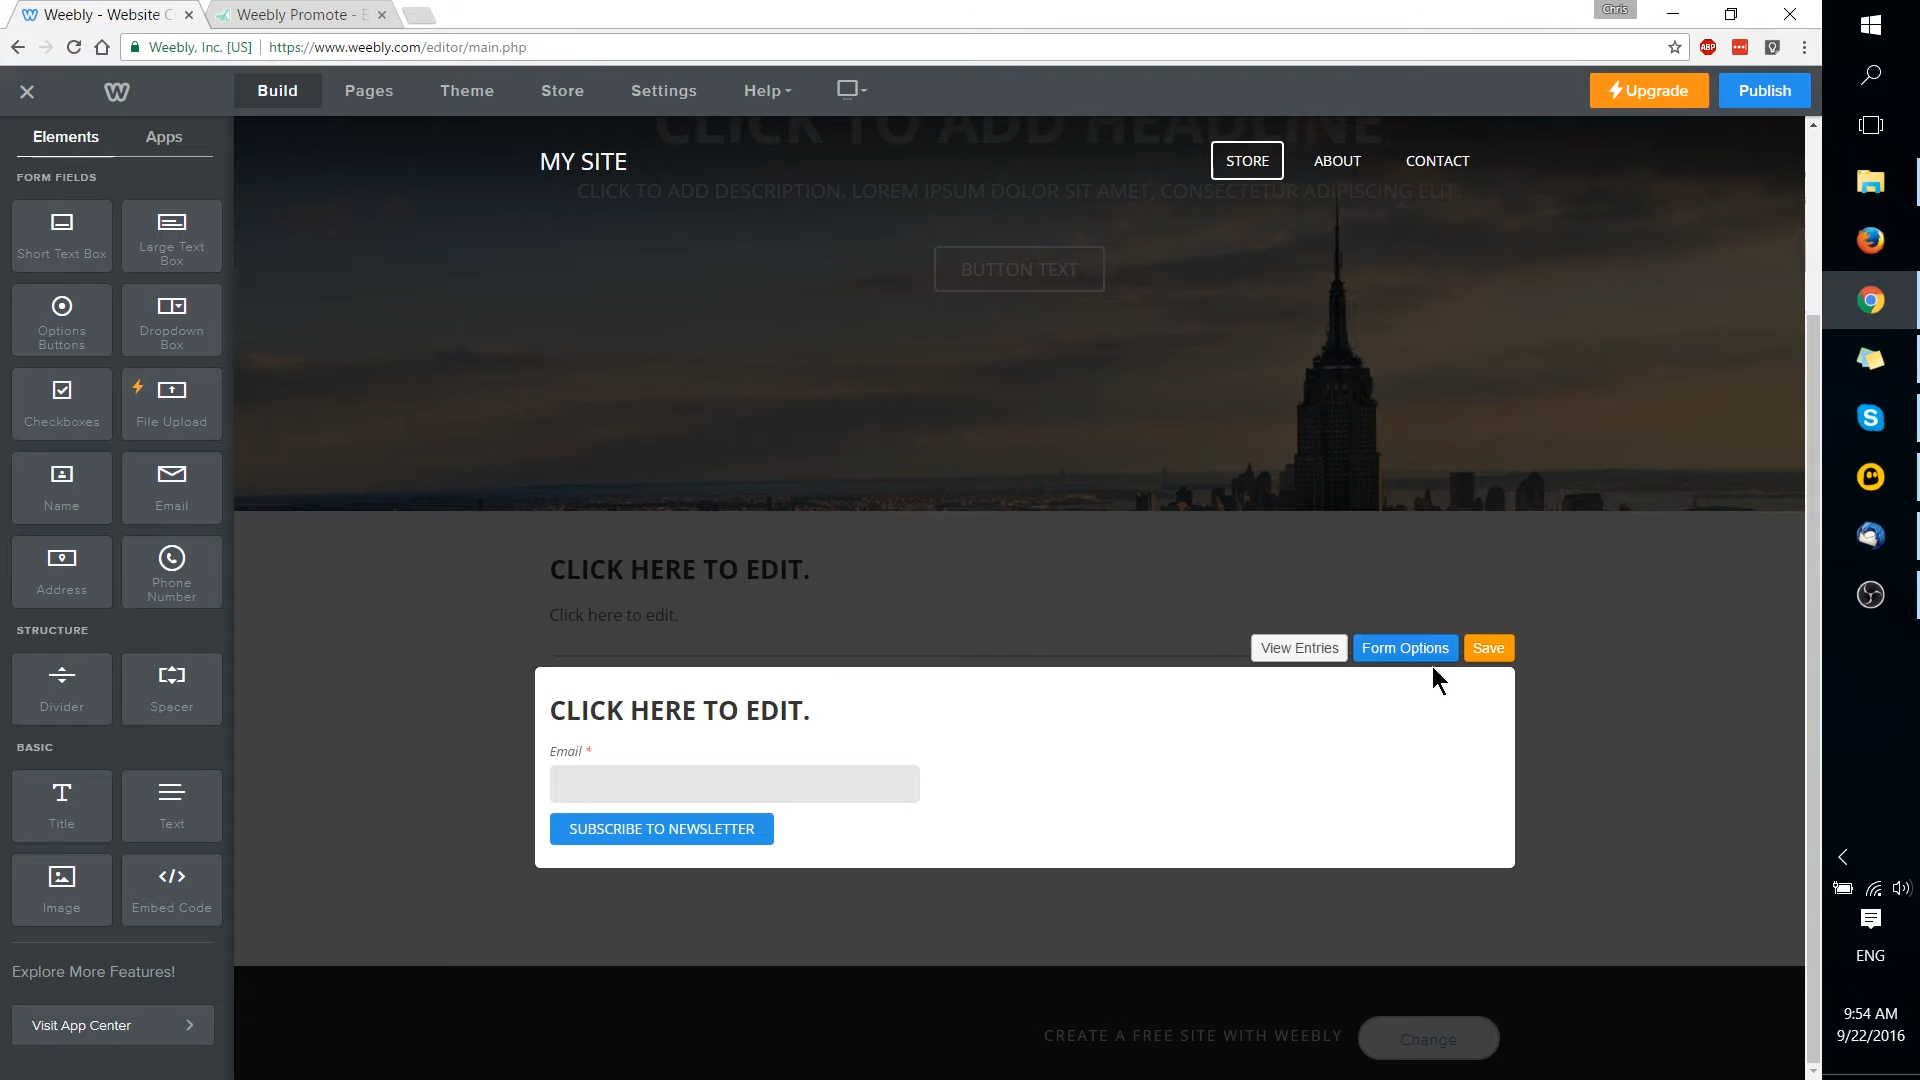 Weebly - Website C
Weebly Promote - E
Chris
Weebly, Inc. [US]
https://www.weebly.com/editor/main.php
ABP
Build
Pages
Theme
Store
Settings
Help
Upgrade
Publish
Elements
Apps
FORM FIELDS
Short Text Box
Large Text
Box
Options
Buttons
Dropdown
Box
Checkboxes
File Upload
Name
Email
Address
Phone
Number
STRUCTURE
Divider
Spacer
BASIC
Title
Text
Image
Embed Code
Explore More Features!
Visit App Center
CLICK TO ADD HEADLINE
MY SITE
STORE
ABOUT
CONTACT
CLICK TO ADD DESCRIPTION. LOREM IPSUM DOLOR SIT AMET, CONSECTETUR ADIPISCING ELIT.
BUTTON TEXT
CLICK HERE TO EDIT.
Click here to edit.
View Entries
Form Options
Save
CLICK HERE TO EDIT.
Email *
SUBSCRIBE TO NEWSLETTER
CREATE A FREE SITE WITH WEEBLY
Change
ENG
9:54 AM
9/22/2016